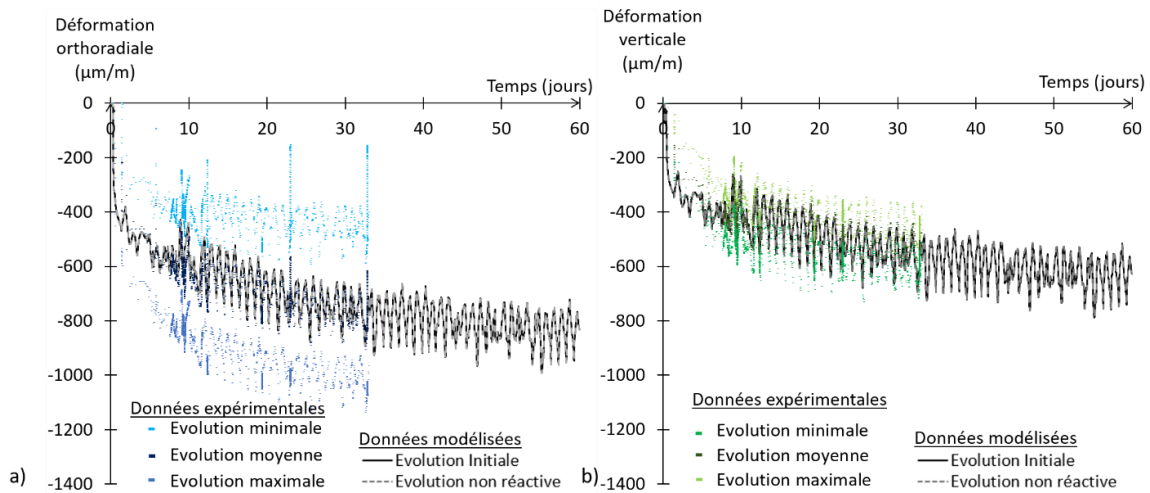 Déformation
orthoradiale
(µm/m)
Temps (jours)
0
0 10 20 30 40 50 60
-200
-400
-600
-800
-1000
-1200
-1400
Données expérimentales
Evolution minimale
Evolution moyenne
Evolution maximale
Données modélisées
Evolution Initiale
Evolution non réactive
a)
Déformation
verticale
(µm/m)
Temps (jours)
0
0 10 20 30 40 50 60
-200
-400
-600
-800
-1000
-1200
-1400
Données expérimentales
Evolution minimale
Evolution moyenne
Evolution maximale
Données modélisées
Evolution Initiale
Evolution non réactive
b)